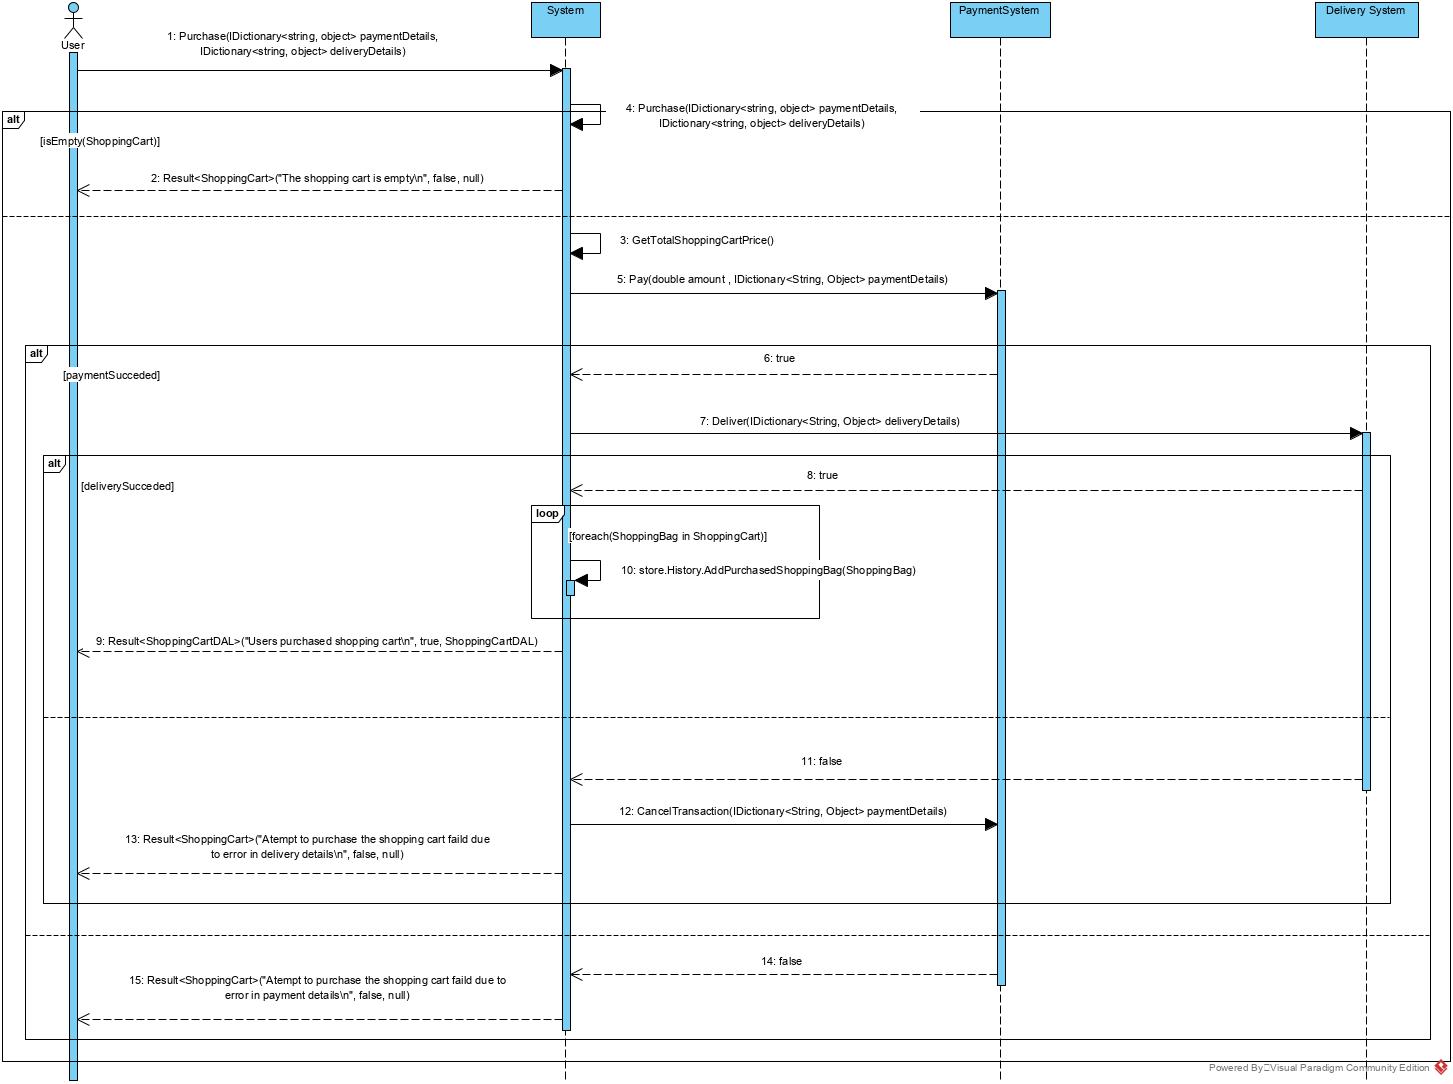 System
PaymentSystem
Delivery System
User
1: Purchase(IDictionary<string, object> paymentDetails,
IDictionary<string, object> deliveryDetails)
4: Purchase(IDictionary<string, object> paymentDetails,
IDictionary<string, object> deliveryDetails)
alt
[isEmpty(ShoppingCart)]
2: Result<ShoppingCart>("The shopping cart is empty\n", false, null)
3: GetTotalShoppingCartPrice()
5: Pay(double amount , IDictionary<String, Object> paymentDetails)
alt
6: true
[paymentSucceded]
7: Deliver(IDictionary<String, Object> deliveryDetails)
alt
8: true
[deliverySucceded]
loop
[foreach(ShoppingBag in ShoppingCart)]
10: store.History.AddPurchasedShoppingBag(ShoppingBag)
9: Result<ShoppingCartDAL>("Users purchased shopping cart\n", true, ShoppingCartDAL)
11: false
12: CancelTransaction(IDictionary<String, Object> paymentDetails)
13: Result<ShoppingCart>("Atempt to purchase the shopping cart faild due
to error in delivery details\n", false, null)
14: false
15: Result<ShoppingCart>("Atempt to purchase the shopping cart faild due to
error in payment details\n", false, null)
Powered By Visual Paradigm Community Edition